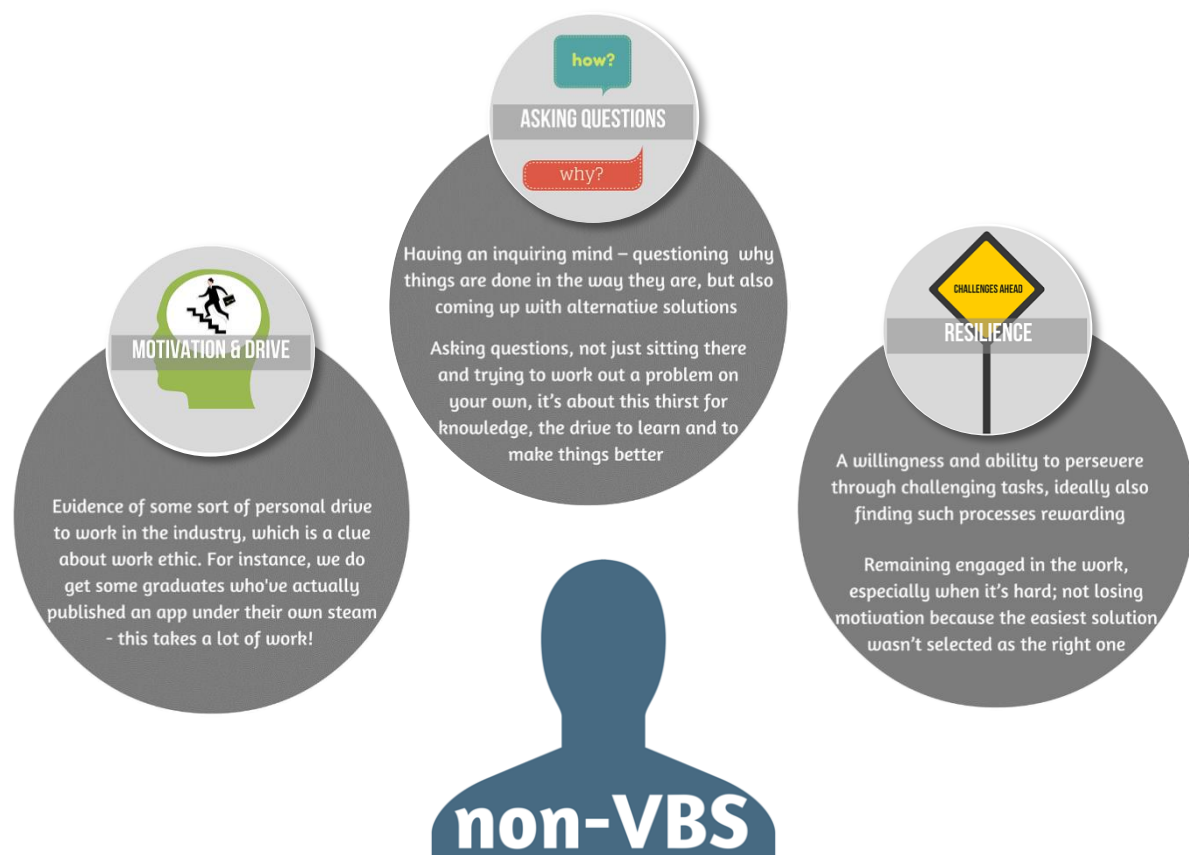 how?
ASKING QUESTIONS
why?
Having an inquiring mind – questioning why
things are done in the way they are, but also
coming up with alternative solutions
Asking questions, not just sitting there
and trying to work out a problem on
your own, it's about this thirst for
knowledge, the drive to learn and to
make things better
MOTIVATION & DRIVE
Evidence of some sort of personal drive
to work in the industry, which is a clue
about work ethic. For instance, we do
get some graduates who've actually
published an app under their own steam
- this takes a lot of work!
CHALLENGES AHEAD
RESILIENCE
A willingness and ability to persevere
through challenging tasks, ideally also
finding such processes rewarding
Remaining engaged in the work,
especially when it's hard; not losing
motivation because the easiest solution
wasn't selected as the right one
non-VBS